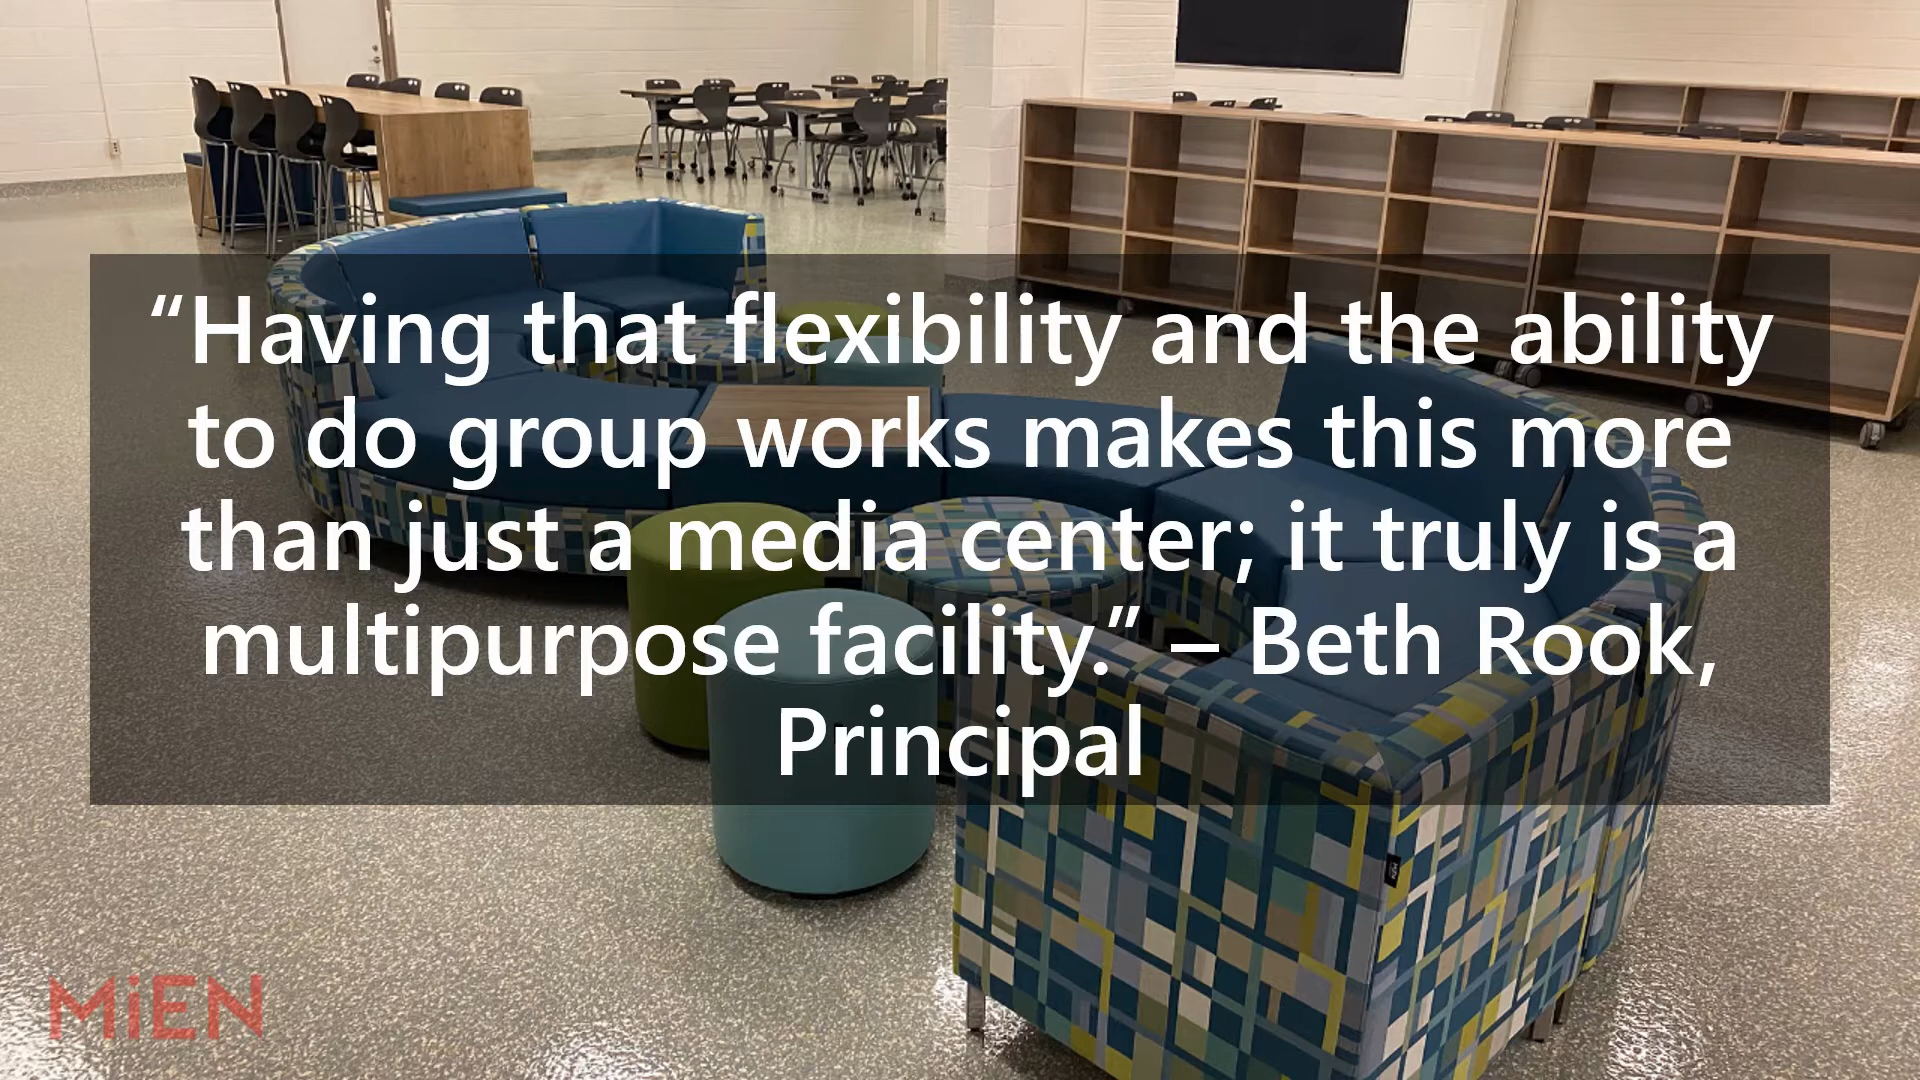 “Having that flexibility and the ability
to do group works makes this more
than just a media center; it truly is a
multipurpose facility.” – Beth Rook,
Principal
MiEN